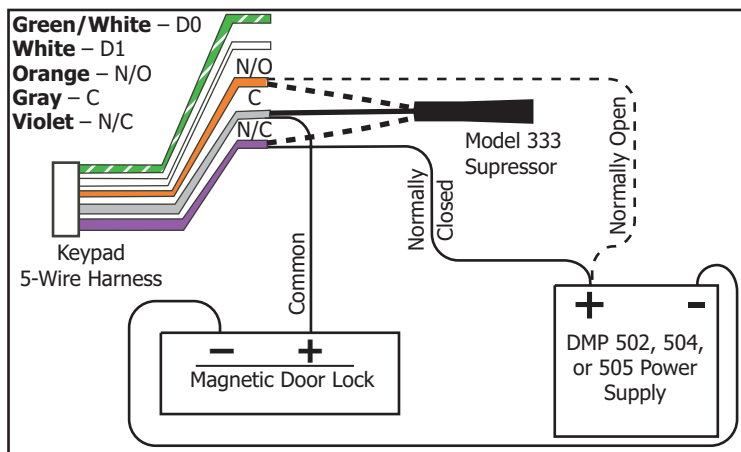 Green/White – D0
White – D1
Orange – N/O
Gray – C
Violet – N/C
N/O
C
N/C
Model 333
Supressor
Normally Open
Normally
Closed
Common
Keypad
5-Wire Harness
– +
Magnetic Door Lock
+ -
DMP 502, 504,
or 505 Power
Supply